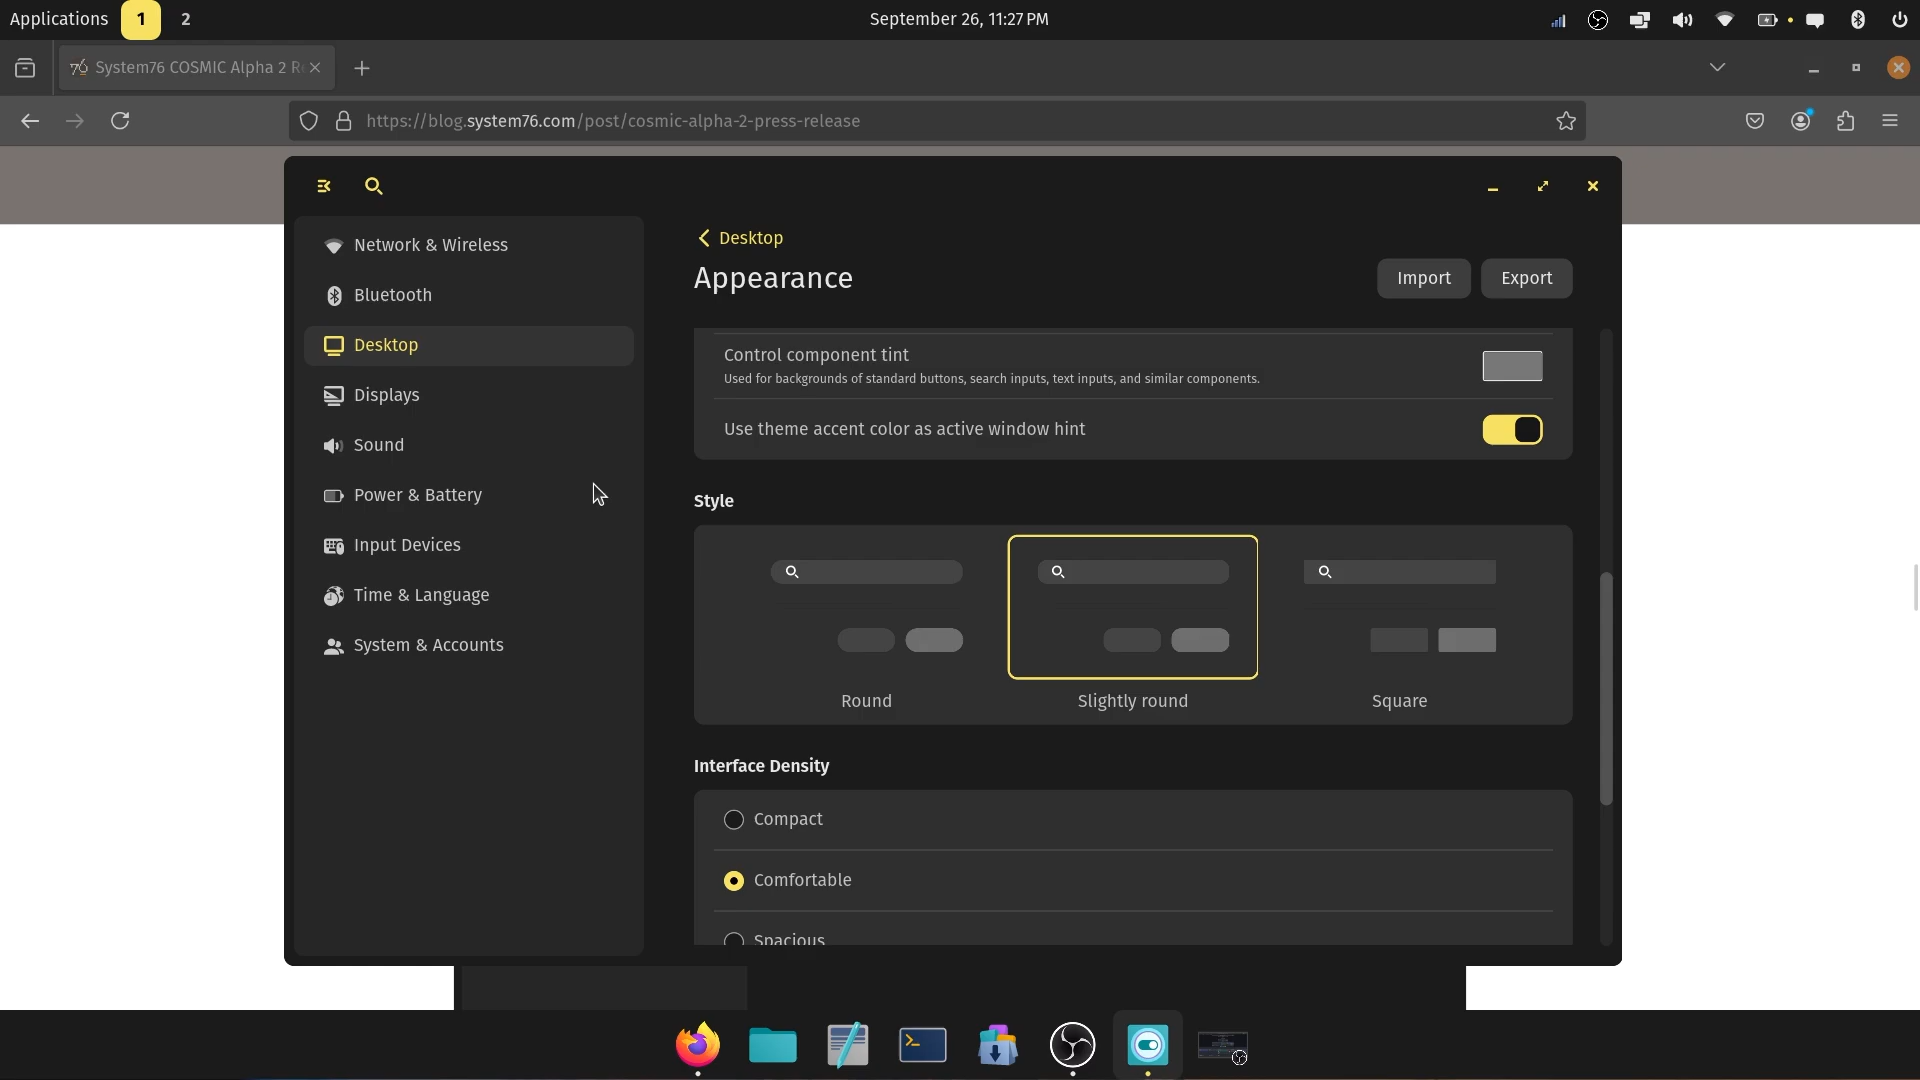 Applications 1 2 September 26, 11:27 PM
System76 COSMIC Alpha 2 Re
https://blog.system76.com/post/cosmic-alpha-2-press-release
Network & Wireless
Bluetooth
Desktop
Displays
Sound
Power & Battery
Input Devices
Time & Language
System & Accounts
Desktop
Appearance
Import Export
Control component tint
Used for backgrounds of standard buttons, search inputs, text inputs, and similar components.
Use theme accent color as active window hint
Style
Round Slightly round Square
Interface Density
Compact
Comfortable
Spacious